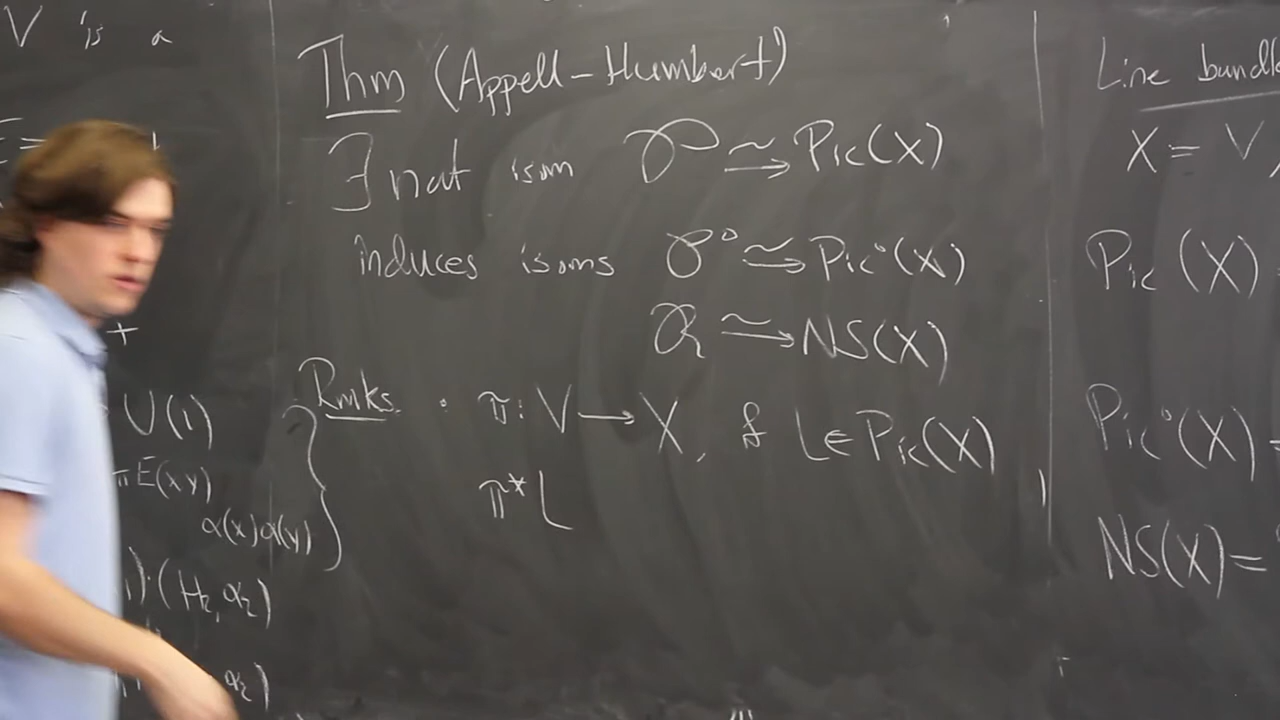 V is a
U(1)
πE(x,y)
α(x)α(y)
(H₂,α₂)
α₂)
Thm (Appell-Humbert)
∃ nat isom 𝒫 ⥲ Pic(X)
induces isoms 𝒫° ⥲ Pic°(X)
⥲ NS(X)
Rmks. · π: V → X, & L ∈ Pic(X)
π*L
Line bundle
X = V
Pic (X)
Pic°(X) =
NS(X) =